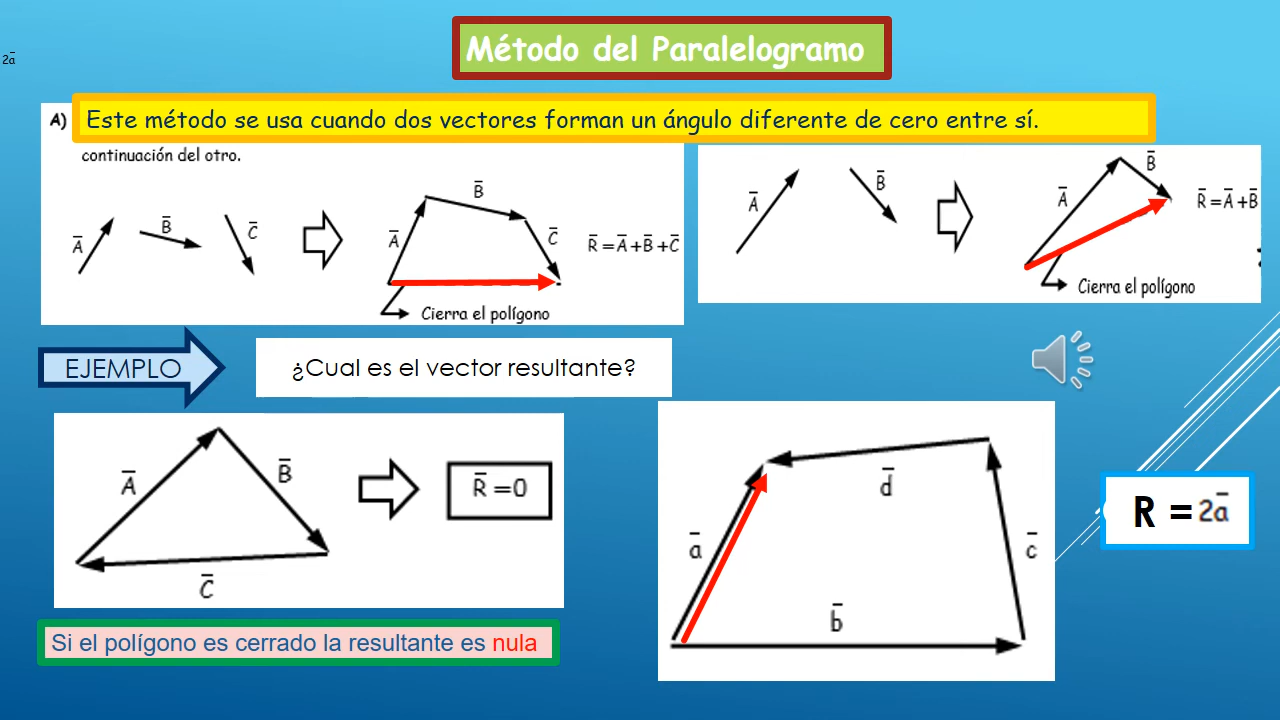 Método del Paralelogramo
2a̅
A) Este método se usa cuando dos vectores forman un ángulo diferente de cero entre sí.
continuación del otro.
A̅
B̅
C̅
A̅
B̅
C̅
R̅ = A̅ + B̅ + C̅
Cierra el polígono
A̅
B̅
A̅
B̅
R̅ = A̅ + B̅
Cierra el polígono
EJEMPLO
¿Cual es el vector resultante?
A̅
B̅
C̅
R̅ = 0
Si el polígono es cerrado la resultante es nula
a̅
b̅
c̅
d̅
R = 2a̅